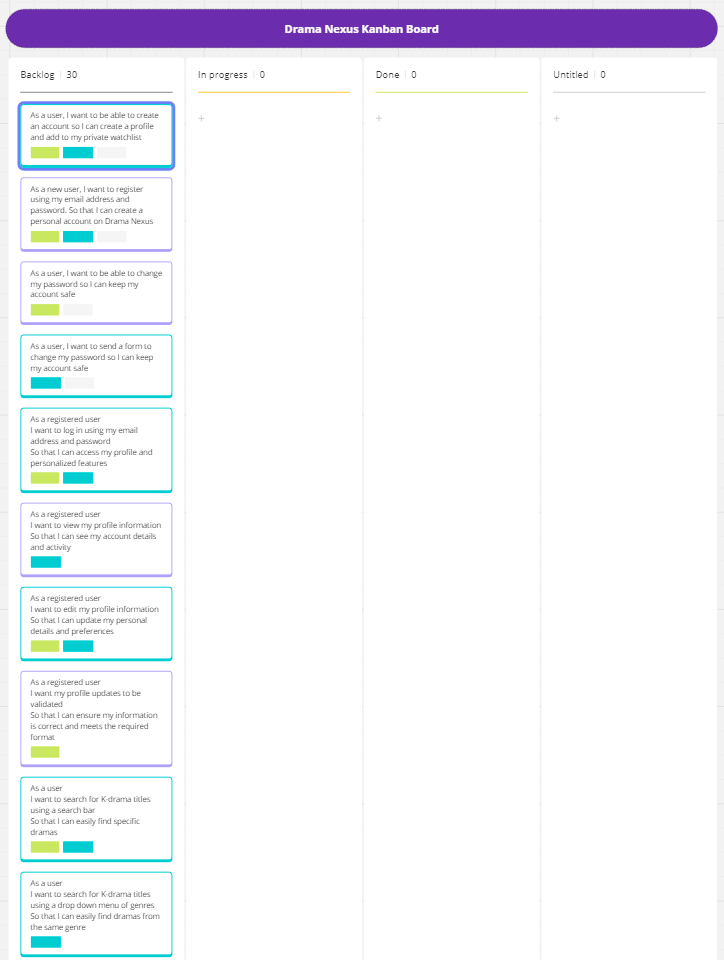 Drama Nexus Kanban Board
Backlog | 30
In progress | 0
Done | 0
Untitled | 0
+
+
+
As a user, I want to be able to create
an account so I can create a profile
and add to my private watchlist
As a new user, I want to register
using my email address and
password. So that I can create a
personal account on Drama Nexus
As a user, I want to be able to change
my password so I can keep my
account safe
As a user, I want to send a form to
change my password so I can keep
my account safe
As a registered user
I want to log in using my email
address and password
So that I can access my profile and
personalized features
As a registered user
I want to view my profile information
So that I can see my account details
and activity
As a registered user
I want to edit my profile information
So that I can update my personal
details and preferences
As a registered user
I want my profile updates to be
validated
So that I can ensure my information
is correct and meets the required
format
As a user
I want to search for K-drama titles
using a search bar
So that I can easily find specific
dramas
As a user
I want to search for K-drama titles
using a drop down menu of genres
So that I can easily find dramas from
the same genre